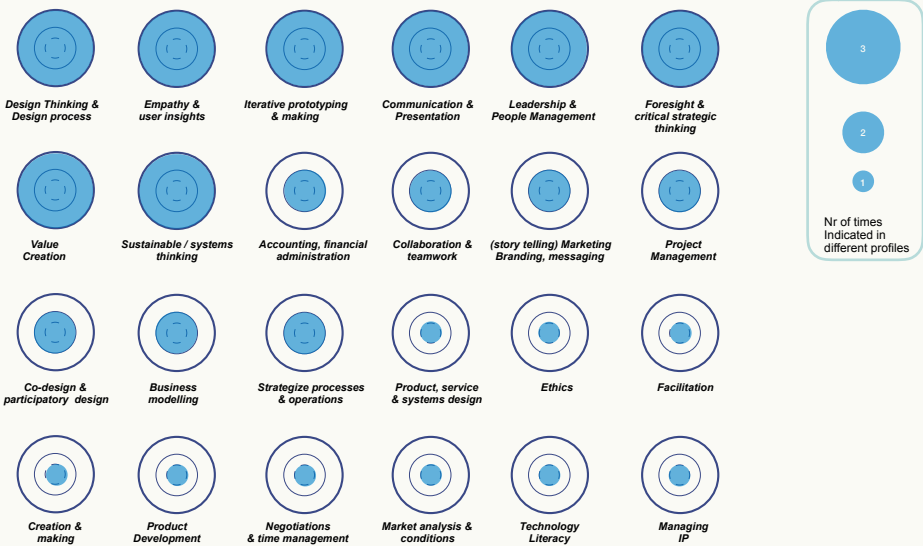 Design Thinking &
Design process
Empathy &
user insights
Iterative prototyping
& making
Communication &
Presentation
Leadership &
People Management
Foresight &
critical strategic
thinking
Value
Creation
Sustainable / systems
thinking
Accounting, financial
administration
Collaboration &
teamwork
(story telling) Marketing
Branding, messaging
Project
Management
Co-design &
participatory design
Business
modelling
Strategize processes
& operations
Product, service
& systems design
Ethics
Facilitation
Creation &
making
Product
Development
Negotiations
& time management
Market analysis &
conditions
Technology
Literacy
Managing
IP
3
2
1
Nr of times
Indicated in
different profiles